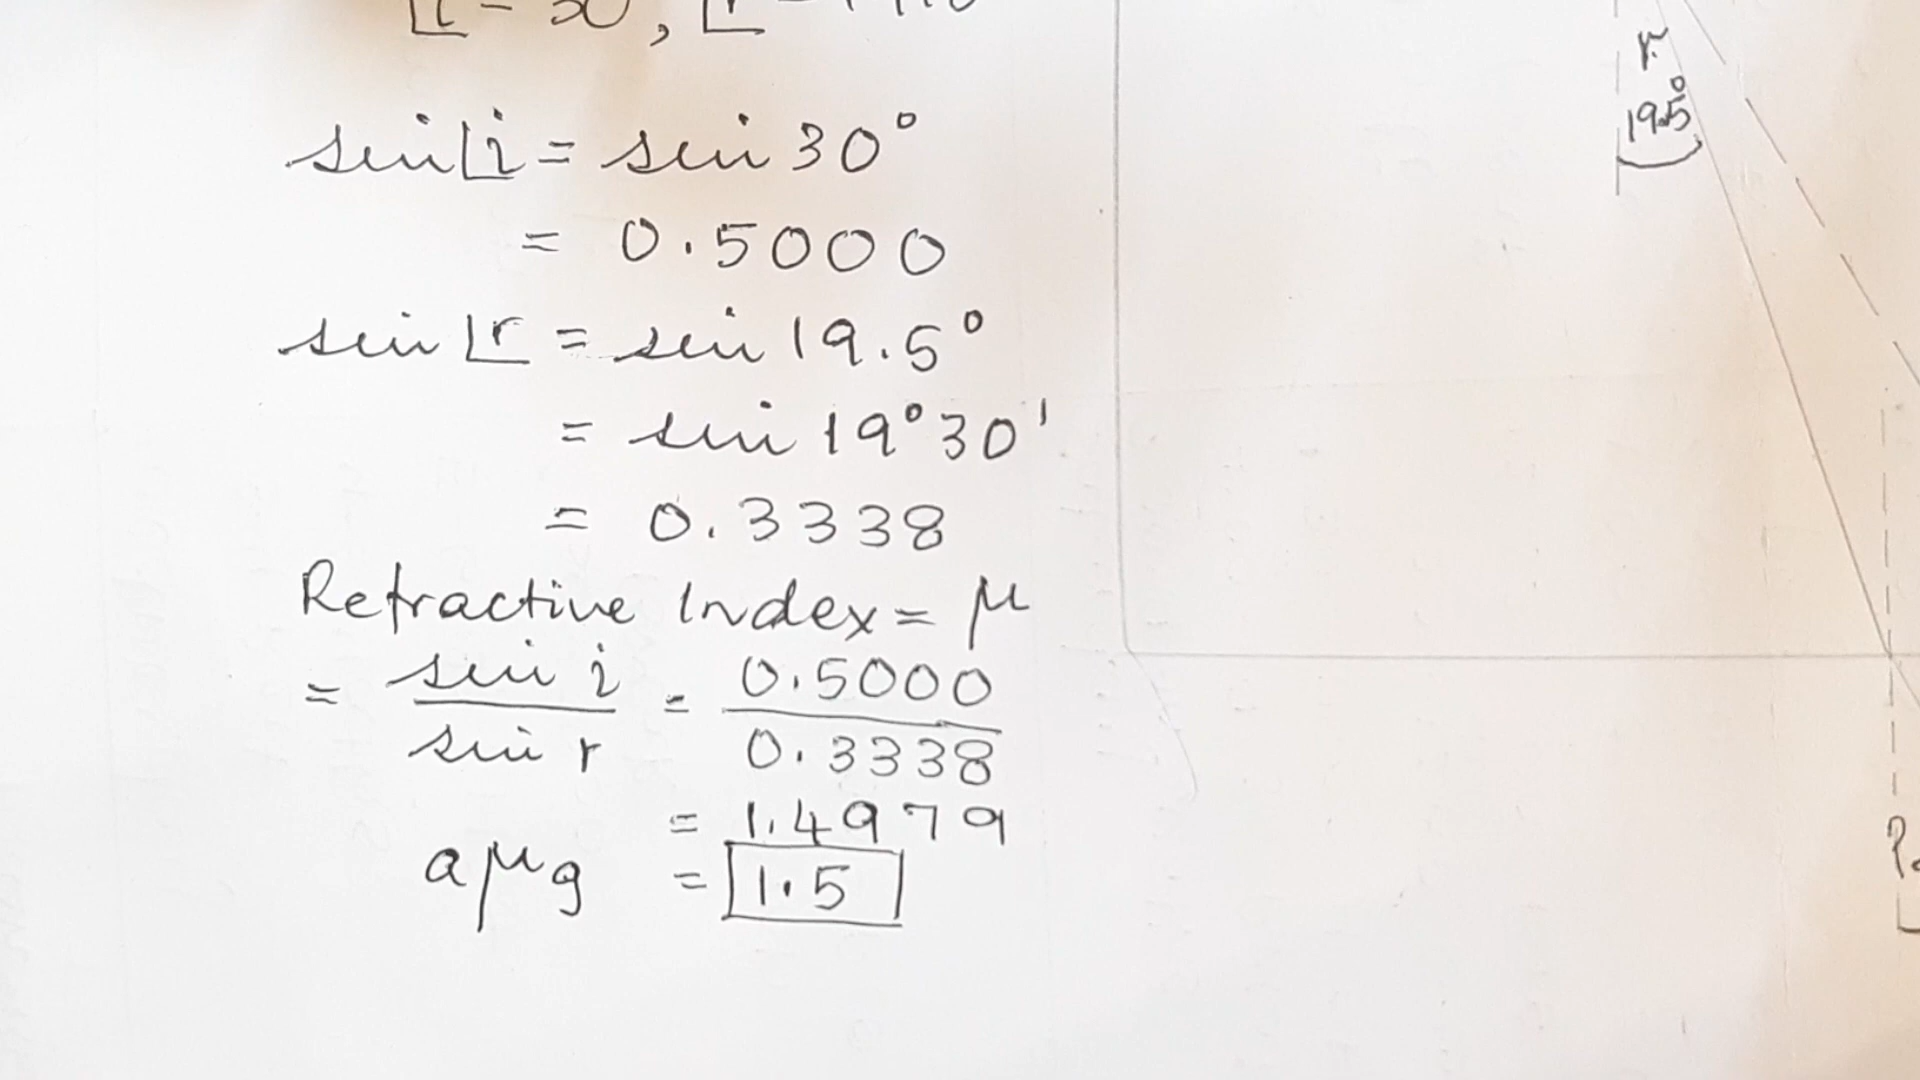 sin∠i = sin 30°
= 0.5000
sin∠r = sin 19.5°
= sin 19°30'
= 0.3338
Refractive Index = μ
= sin i / sin r = 0.5000 / 0.3338
= 1.4979
aμg = 1.5
r
19.5°